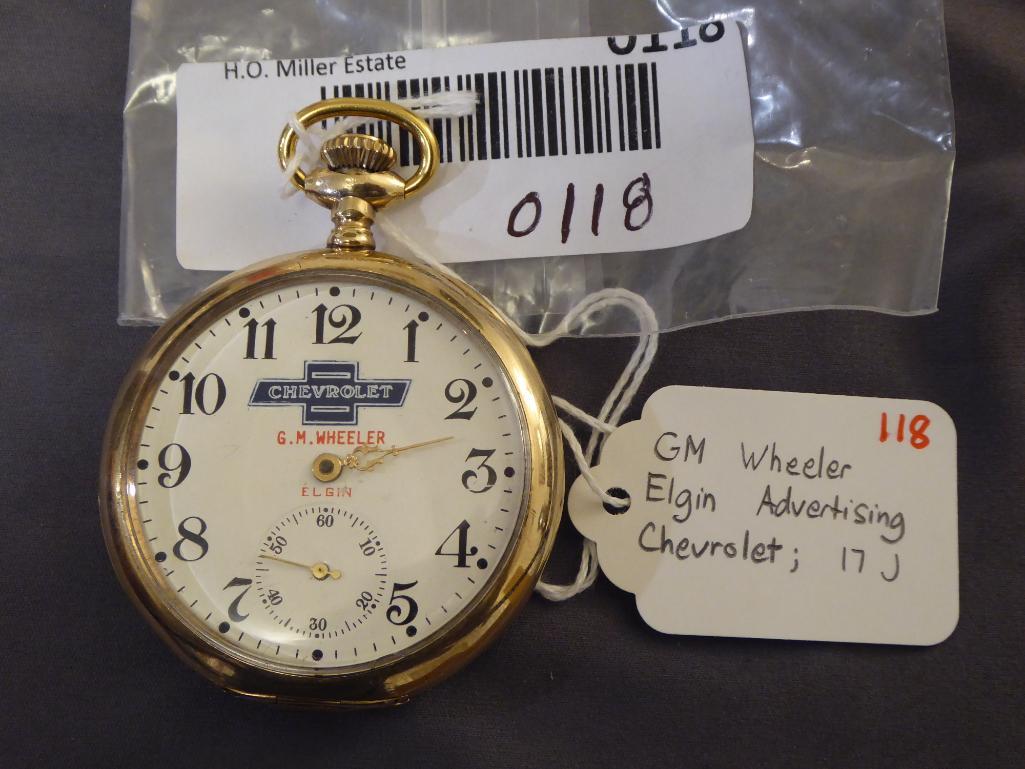 0118
H.O. Miller Estate
0118
12
1
2
3
4
5
7
8
9
10
11
CHEVROLET
G.M.WHEELER
ELGIN
60
10
20
30
40
50
118
GM Wheeler
Elgin Advertising
Chevrolet; 17 J